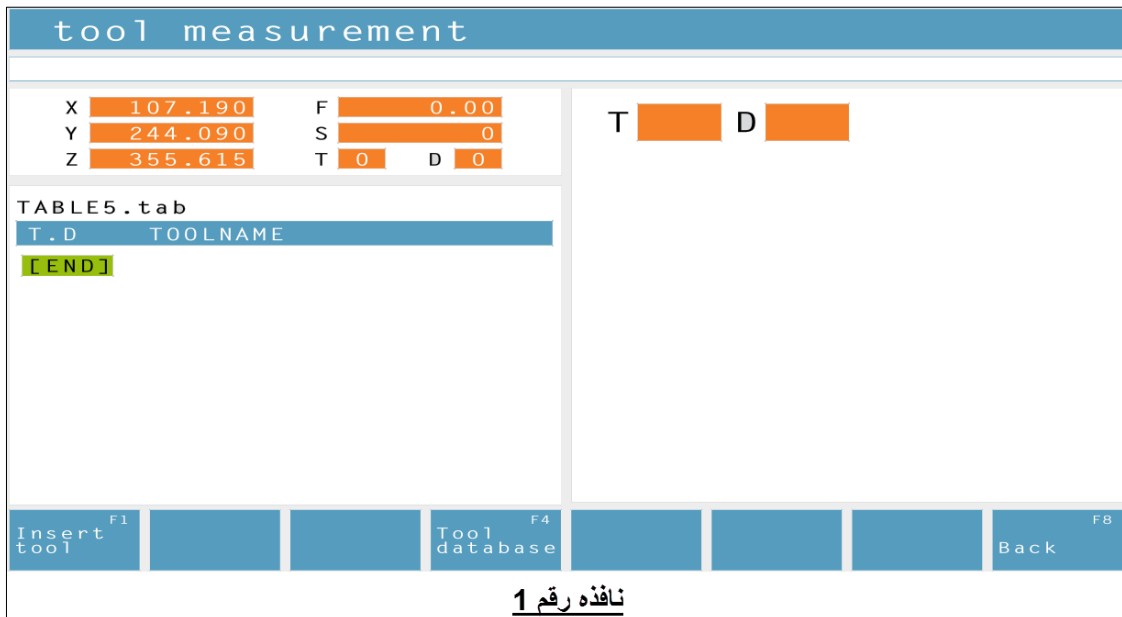 tool measurement
X 107.190 F 0.00
Y 244.090 S 0
Z 355.615 T 0 D 0
T D
TABLE5.tab
T.D TOOLNAME
[END]
F1 F4 F8
Insert tool
Tool database
Back
نافذه رقم 1